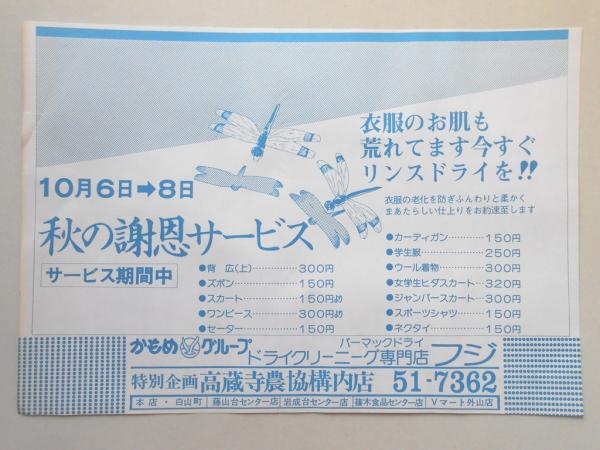 衣服のお肌も
荒れてます今すぐ
リンスドライを!!
衣服の老化を防ぎふんわりと柔かく
まあたらしい仕上りをお約速至します
10月6日➡8日
秋の謝恩サービス
サービス期間中
●背 広(上)…………300円
●ズボン………………150円
●スカート……………150円より
●ワンピース…………300円より
●セーター……………150円
●カーディガン………150円
●学生服………………250円
●ウール着物…………300円
●女学生ヒダスカート…320円
●ジャンパースカート…300円
●スポーツシャツ……150円
●ネクタイ……………150円
かもめグループ
パーマックドライ
ドライクリーニング専門店 フジ
特別企画 高蔵寺農協構内店 51-7362
本店・白山町 藤山台センター店 岩成台センター店 篠木食品センター店 Vマート外山店